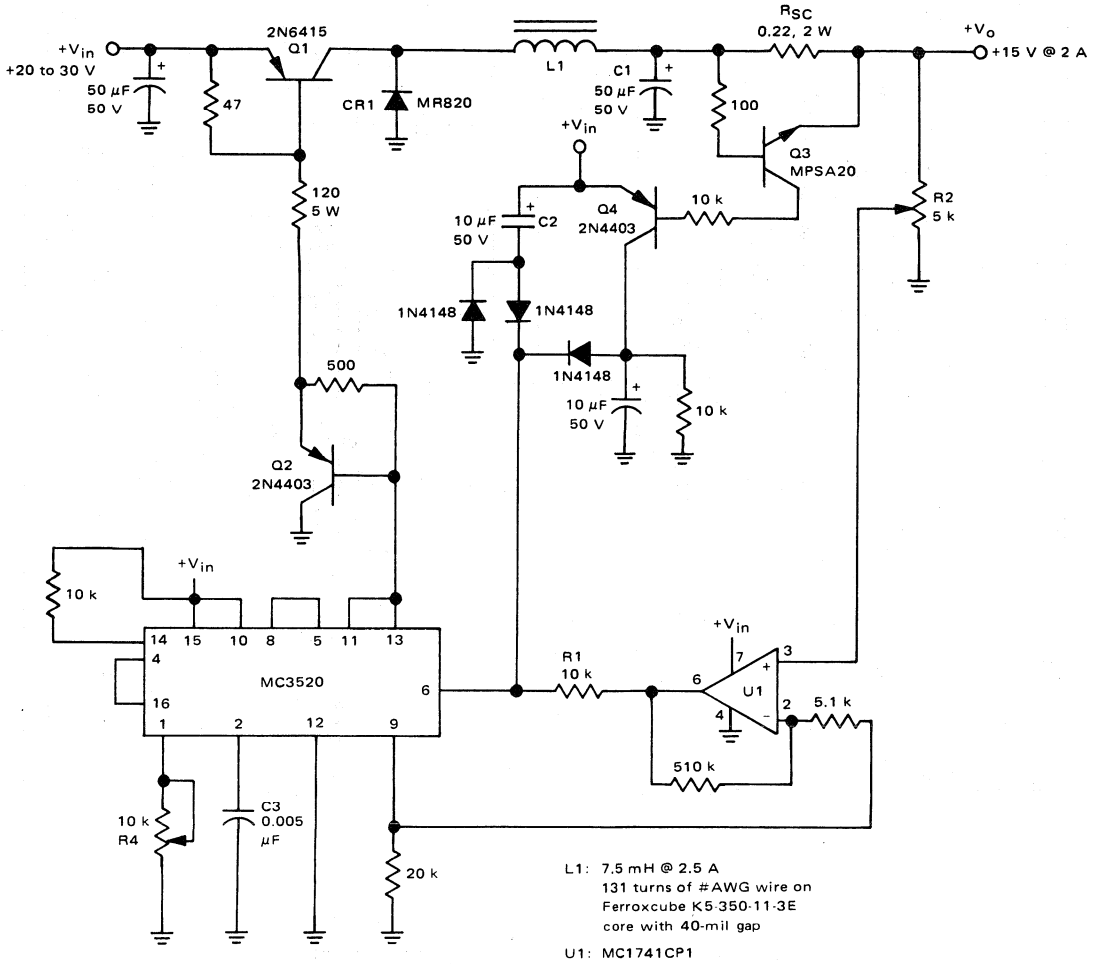 2N6415
Q1
+Vin
+20 to 30 V
+
50 µF
50 V
47
CR1
MR820
L1
C1
+
50 µF
50 V
RSC
0.22, 2 W
+Vo
+15 V @ 2 A
100
Q3
MPSA20
R2
5 k
+Vin
120
5 W
+
10 µF
50 V
C2
Q4
2N4403
10 k
1N4148
1N4148
1N4148
+
10 µF
50 V
10 k
500
Q2
2N4403
10 k
+Vin
14
15
10
8
5
11
13
4
16
MC3520
6
1
2
12
9
R1
10 k
+Vin
7
6
3
+
U1
4
2
−
5.1 k
510 k
10 k
R4
C3
0.005
µF
20 k
L1: 7.5 mH @ 2.5 A
131 turns of #AWG wire on
Ferroxcube K5-350-11-3E
core with 40-mil gap
U1: MC1741CP1